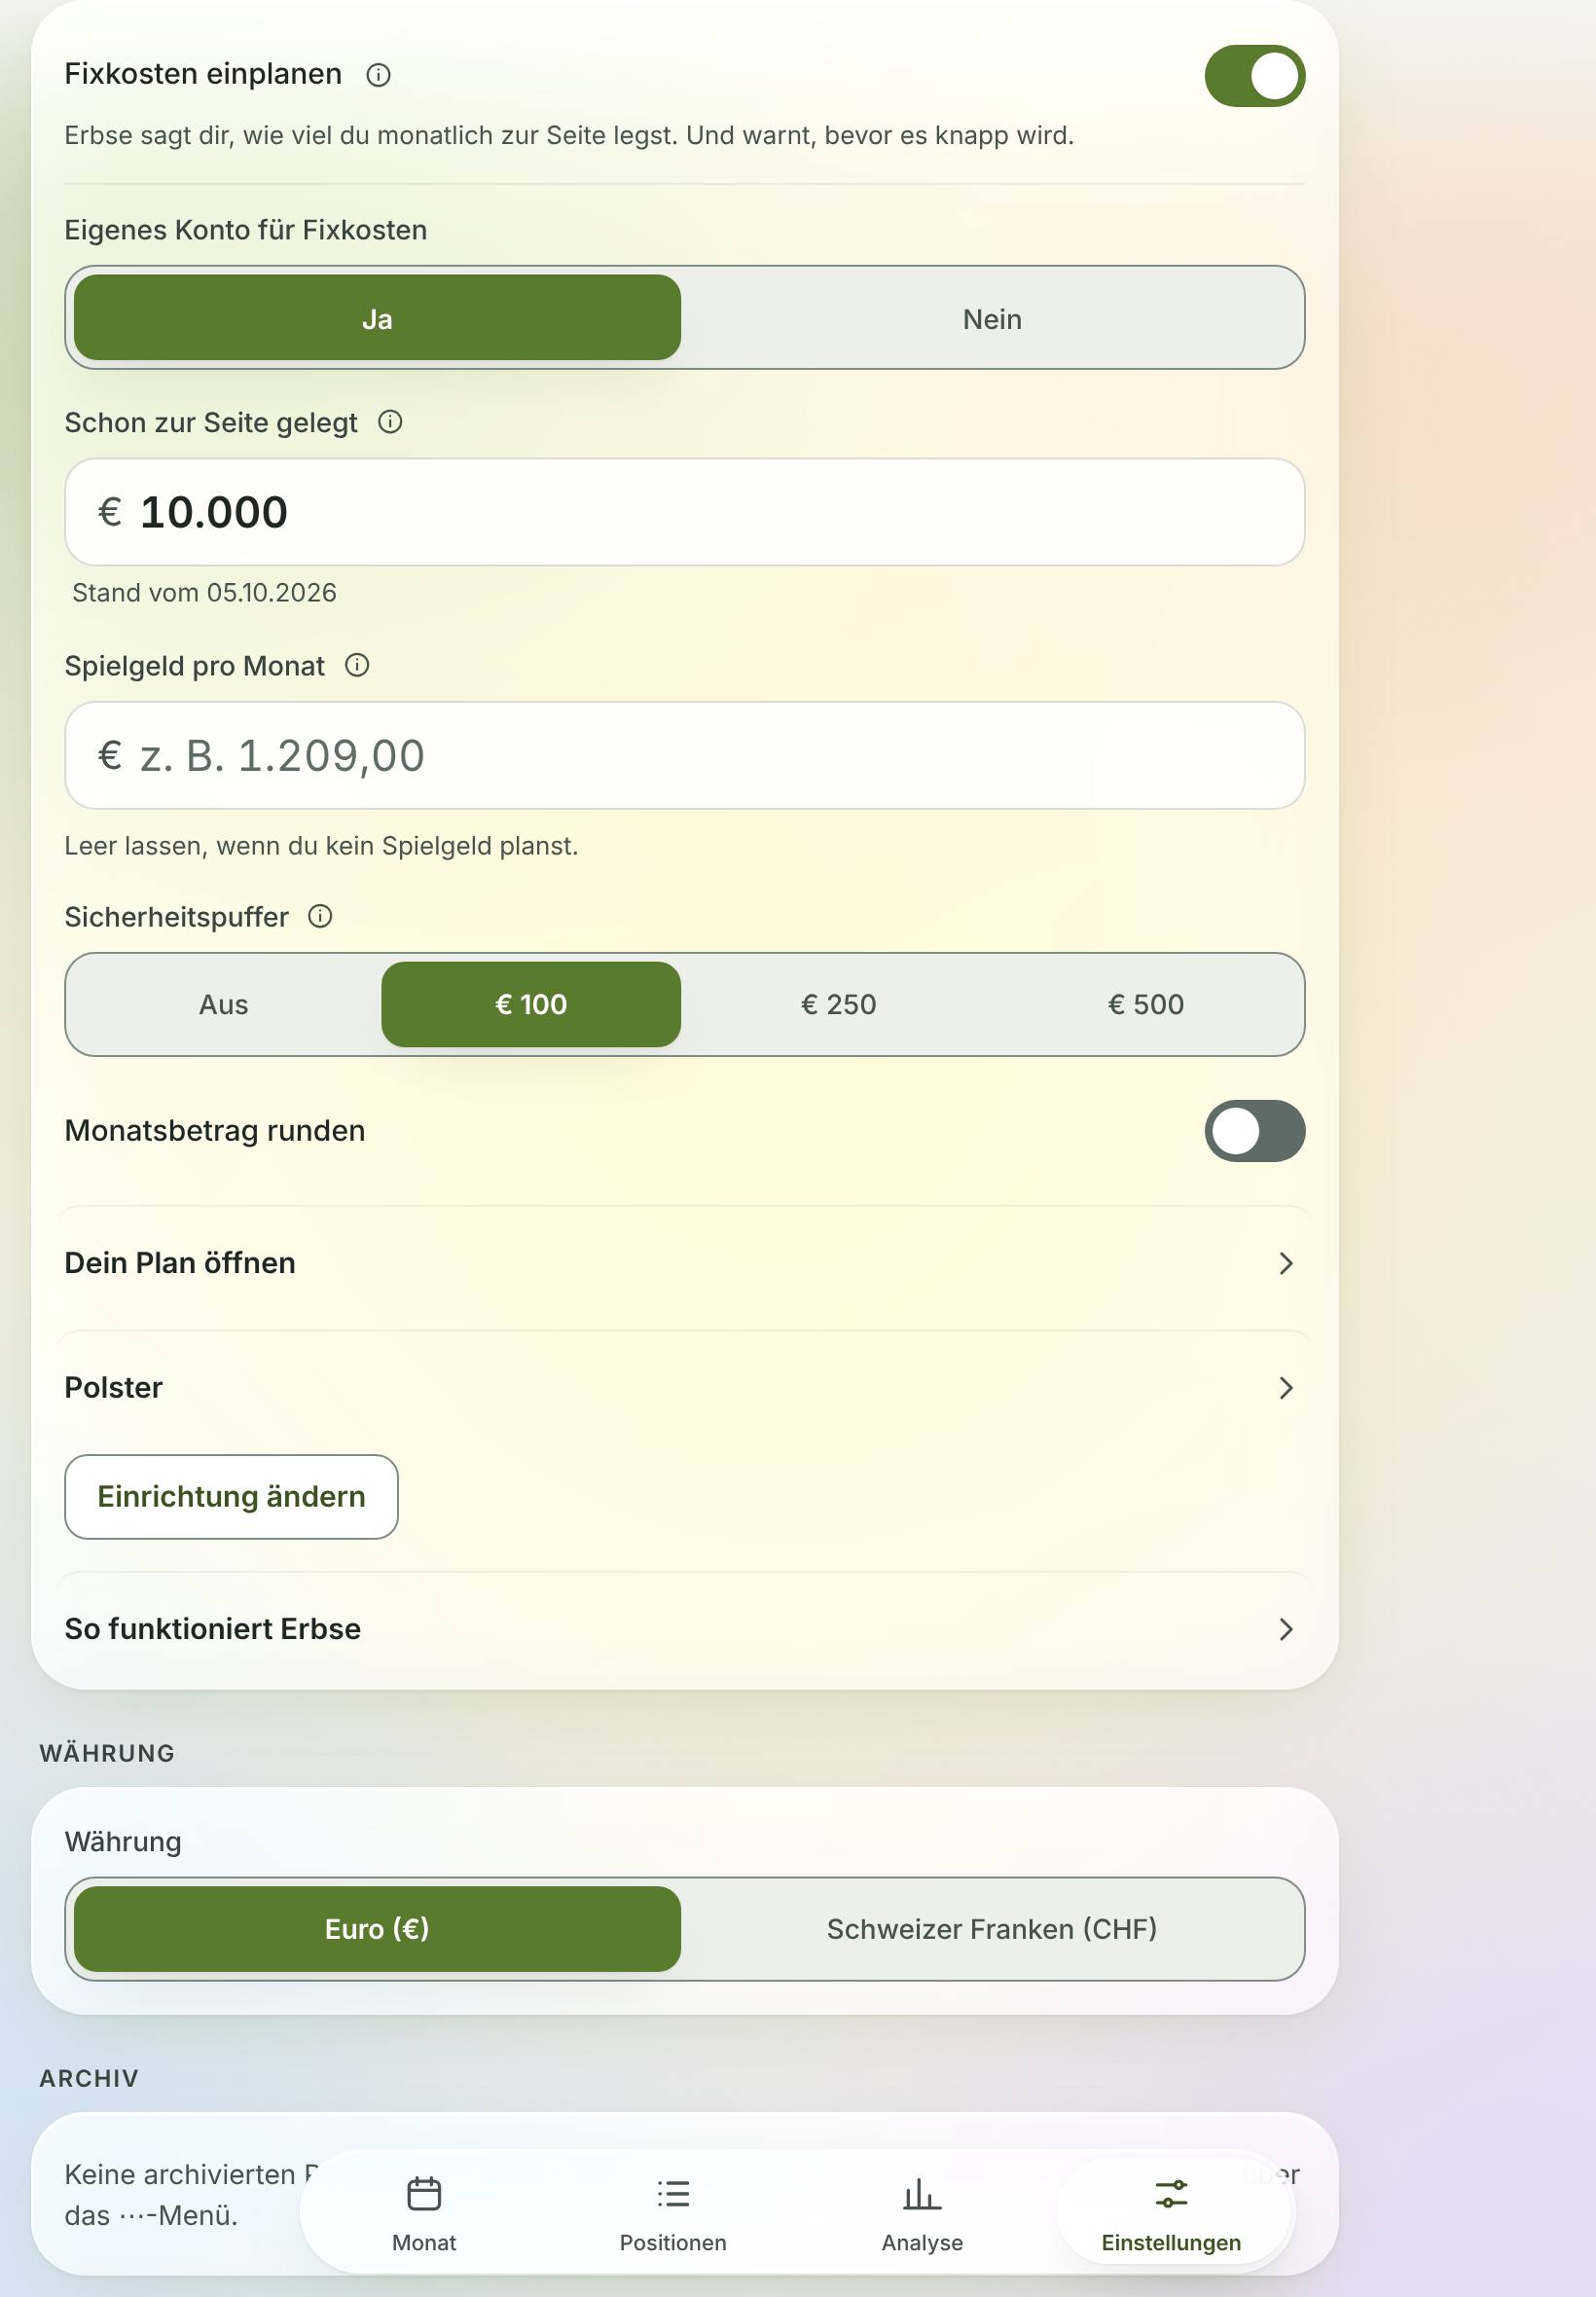 Fixkosten einplanen
Erbse sagt dir, wie viel du monatlich zur Seite legst. Und warnt, bevor es knapp wird.
Eigenes Konto für Fixkosten
Ja Nein
Schon zur Seite gelegt
€ 10.000
Stand vom 05.10.2026
Spielgeld pro Monat
€ z. B. 1.209,00
Leer lassen, wenn du kein Spielgeld planst.
Sicherheitspuffer
Aus € 100 € 250 € 500
Monatsbetrag runden
Dein Plan öffnen
Polster
Einrichtung ändern
So funktioniert Erbse
WÄHRUNG
Währung
Euro (€) Schweizer Franken (CHF)
ARCHIV
Keine archivierten
das ···-Menü.
Monat Positionen Analyse Einstellungen